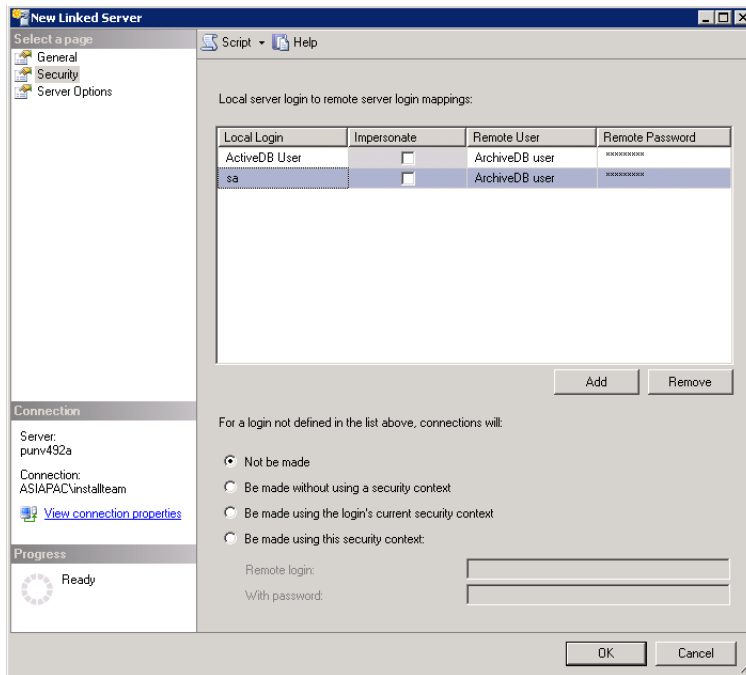 New Linked Server
Select a page
General
Security
Server Options
Script Help
Local server login to remote server login mappings:
Local Login Impersonate Remote User Remote Password
ActiveDB User ArchiveDB user *********
sa ArchiveDB user *********
Add Remove
For a login not defined in the list above, connections will:
Not be made
Be made without using a security context
Be made using the login's current security context
Be made using this security context:
Remote login:
With password:
Connection
Server:
punv492a
Connection:
ASIAPAC\installteam
View connection properties
Progress
Ready
OK Cancel